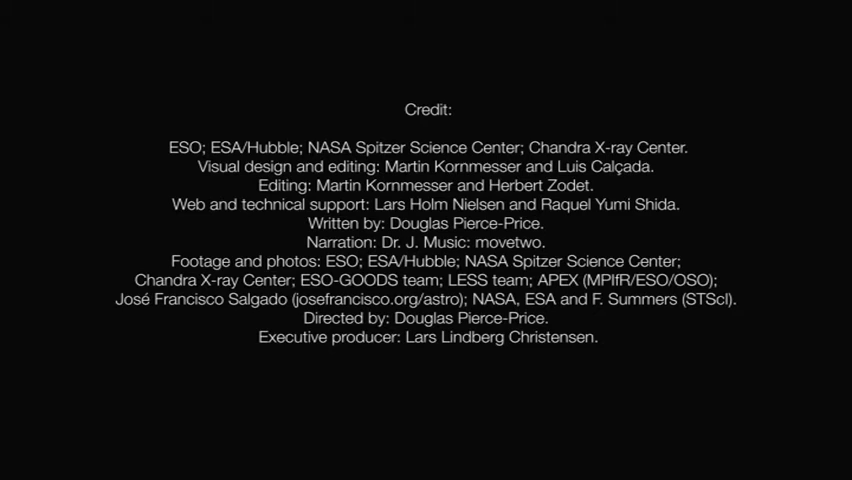 Credit:
ESO; ESA/Hubble; NASA Spitzer Science Center; Chandra X-ray Center.
Visual design and editing: Martin Kornmesser and Luis Calçada.
Editing: Martin Kornmesser and Herbert Zodet.
Web and technical support: Lars Holm Nielsen and Raquel Yumi Shida.
Written by: Douglas Pierce-Price.
Narration: Dr. J. Music: movetwo.
Footage and photos: ESO; ESA/Hubble; NASA Spitzer Science Center;
Chandra X-ray Center; ESO-GOODS team; LESS team; APEX (MPIfR/ESO/OSO);
José Francisco Salgado (josefrancisco.org/astro); NASA, ESA and F. Summers (STScI).
Directed by: Douglas Pierce-Price.
Executive producer: Lars Lindberg Christensen.